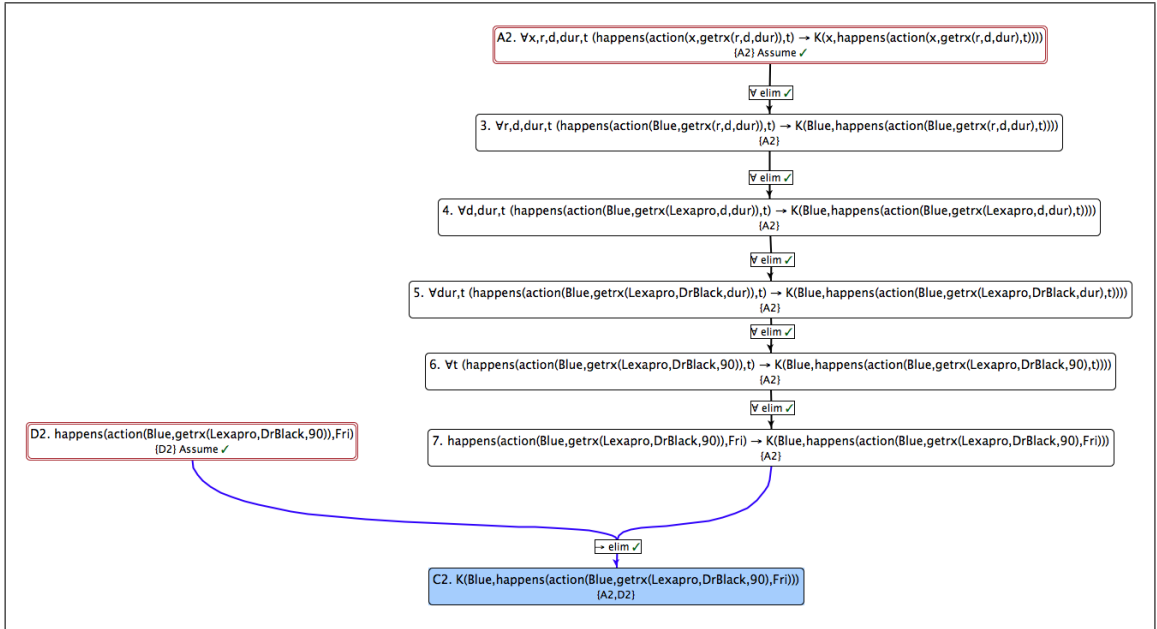 A2. ∀x,r,d,dur,t (happens(action(x,getrx(r,d,dur)),t) → K(x,happens(action(x,getrx(r,d,dur),t))))
{A2} Assume ✓
∀ elim ✓
3. ∀r,d,dur,t (happens(action(Blue,getrx(r,d,dur)),t) → K(Blue,happens(action(Blue,getrx(r,d,dur),t))))
{A2}
∀ elim ✓
4. ∀d,dur,t (happens(action(Blue,getrx(Lexapro,d,dur)),t) → K(Blue,happens(action(Blue,getrx(Lexapro,d,dur),t))))
{A2}
∀ elim ✓
5. ∀dur,t (happens(action(Blue,getrx(Lexapro,DrBlack,dur)),t) → K(Blue,happens(action(Blue,getrx(Lexapro,DrBlack,dur),t))))
{A2}
∀ elim ✓
6. ∀t (happens(action(Blue,getrx(Lexapro,DrBlack,90)),t) → K(Blue,happens(action(Blue,getrx(Lexapro,DrBlack,90),t))))
{A2}
∀ elim ✓
D2. happens(action(Blue,getrx(Lexapro,DrBlack,90)),Fri)
{D2} Assume ✓
7. happens(action(Blue,getrx(Lexapro,DrBlack,90)),Fri) → K(Blue,happens(action(Blue,getrx(Lexapro,DrBlack,90),Fri)))
{A2}
→ elim ✓
C2. K(Blue,happens(action(Blue,getrx(Lexapro,DrBlack,90),Fri)))
{A2,D2}